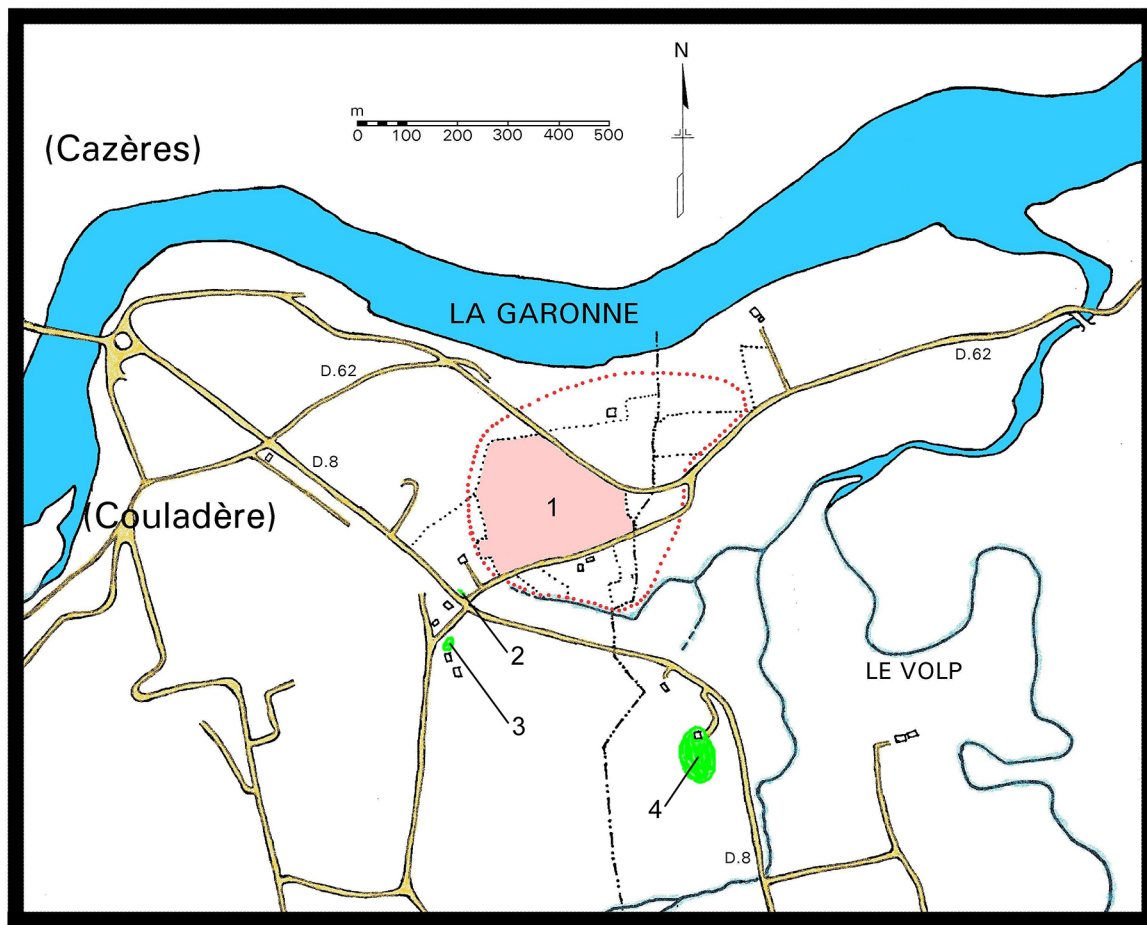 N
m
0 100 200 300 400 500
(Cazères)
LA GARONNE
D.62
D.62
D.8
1
(Couladère)
2
LE VOLP
3
4
D.8